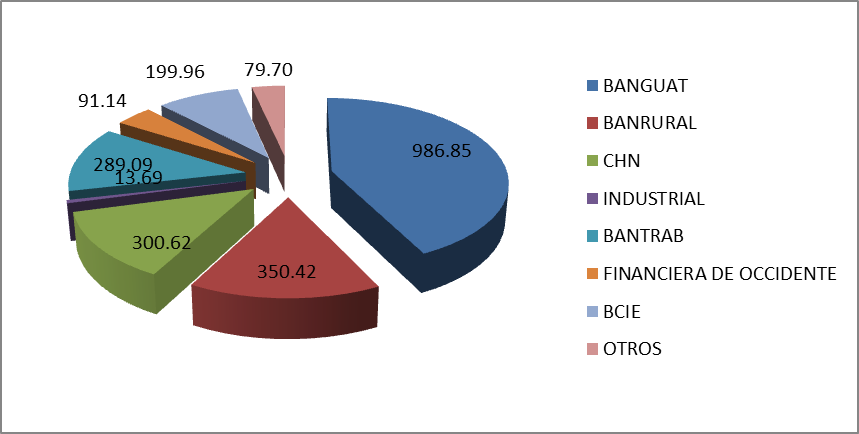 79.70
199.96
91.14
289.09
13.69
986.85
300.62
350.42
BANGUAT
BANRURAL
CHN
INDUSTRIAL
BANTRAB
FINANCIERA DE OCCIDENTE
BCIE
OTROS